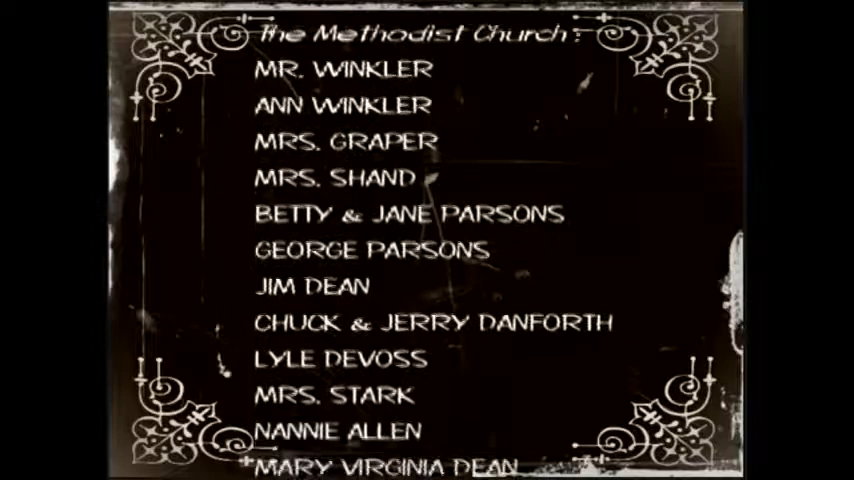 The Methodist Church:
MR. WINKLER
ANN WINKLER
MRS. GRAPER
MRS. SHAND
BETTY & JANE PARSONS
GEORGE PARSONS
JIM DEAN
CHUCK & JERRY DANFORTH
LYLE DEVOSS
MRS. STARK
NANNIE ALLEN
MARY VIRGINIA DEAN